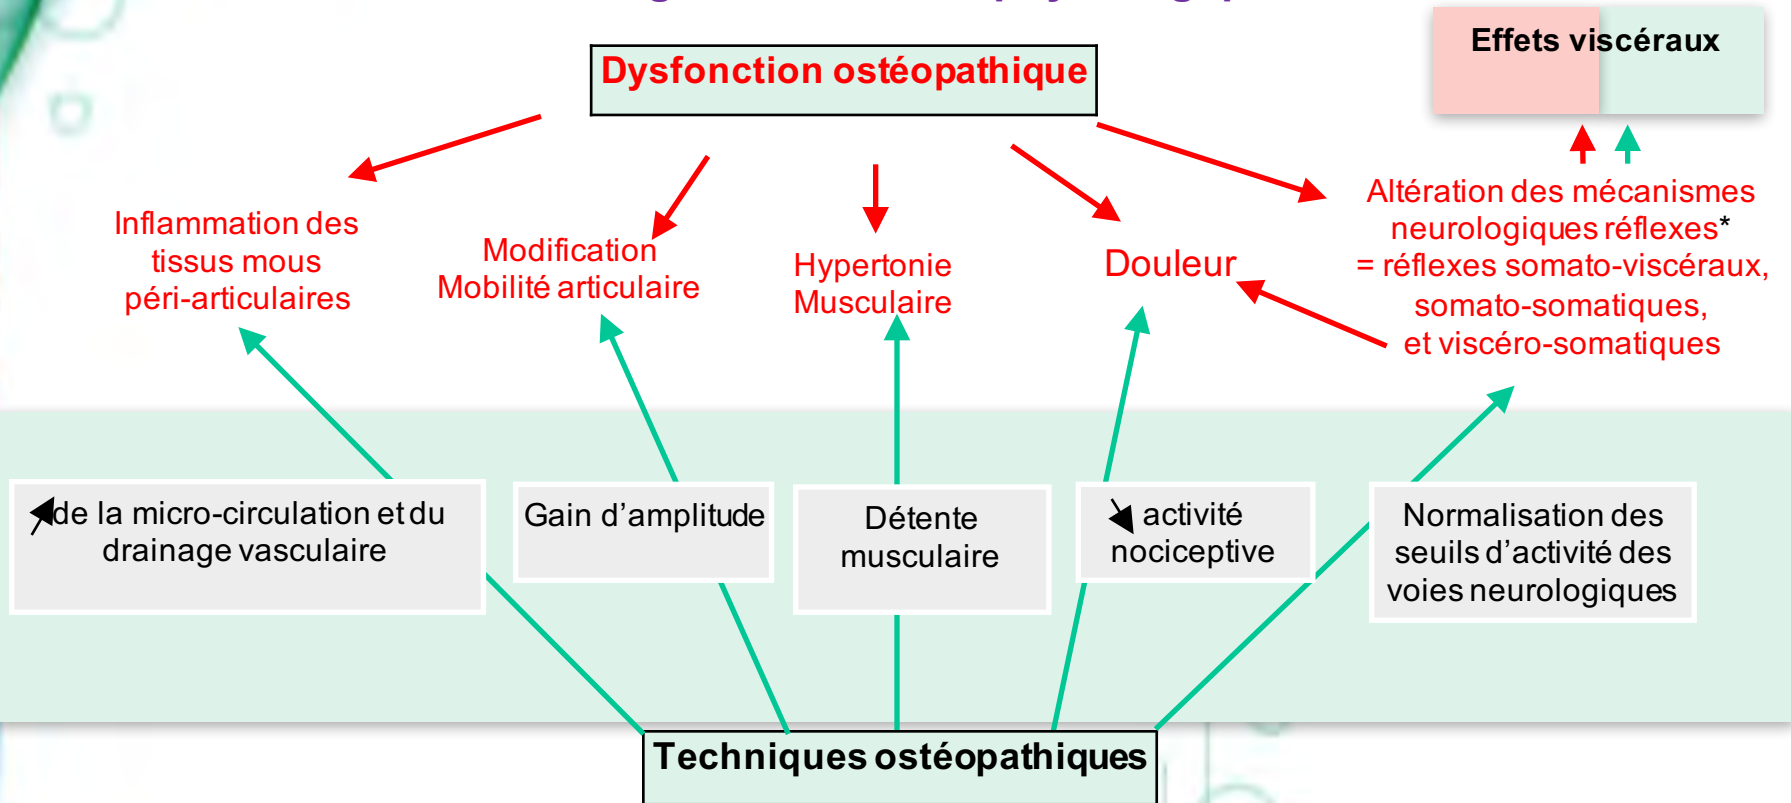 Effets viscéraux
Dysfonction ostéopathique
Inflammation des
tissus mous
péri-articulaires
Modification
Mobilité articulaire
Hypertonie
Musculaire
Douleur
Altération des mécanismes
neurologiques réflexes*
= réflexes somato-viscéraux,
somato-somatiques,
et viscéro-somatiques
de la micro-circulation et du
drainage vasculaire
Gain d’amplitude
Détente
musculaire
activité
nociceptive
Normalisation des
seuils d’activité des
voies neurologiques
Techniques ostéopathiques